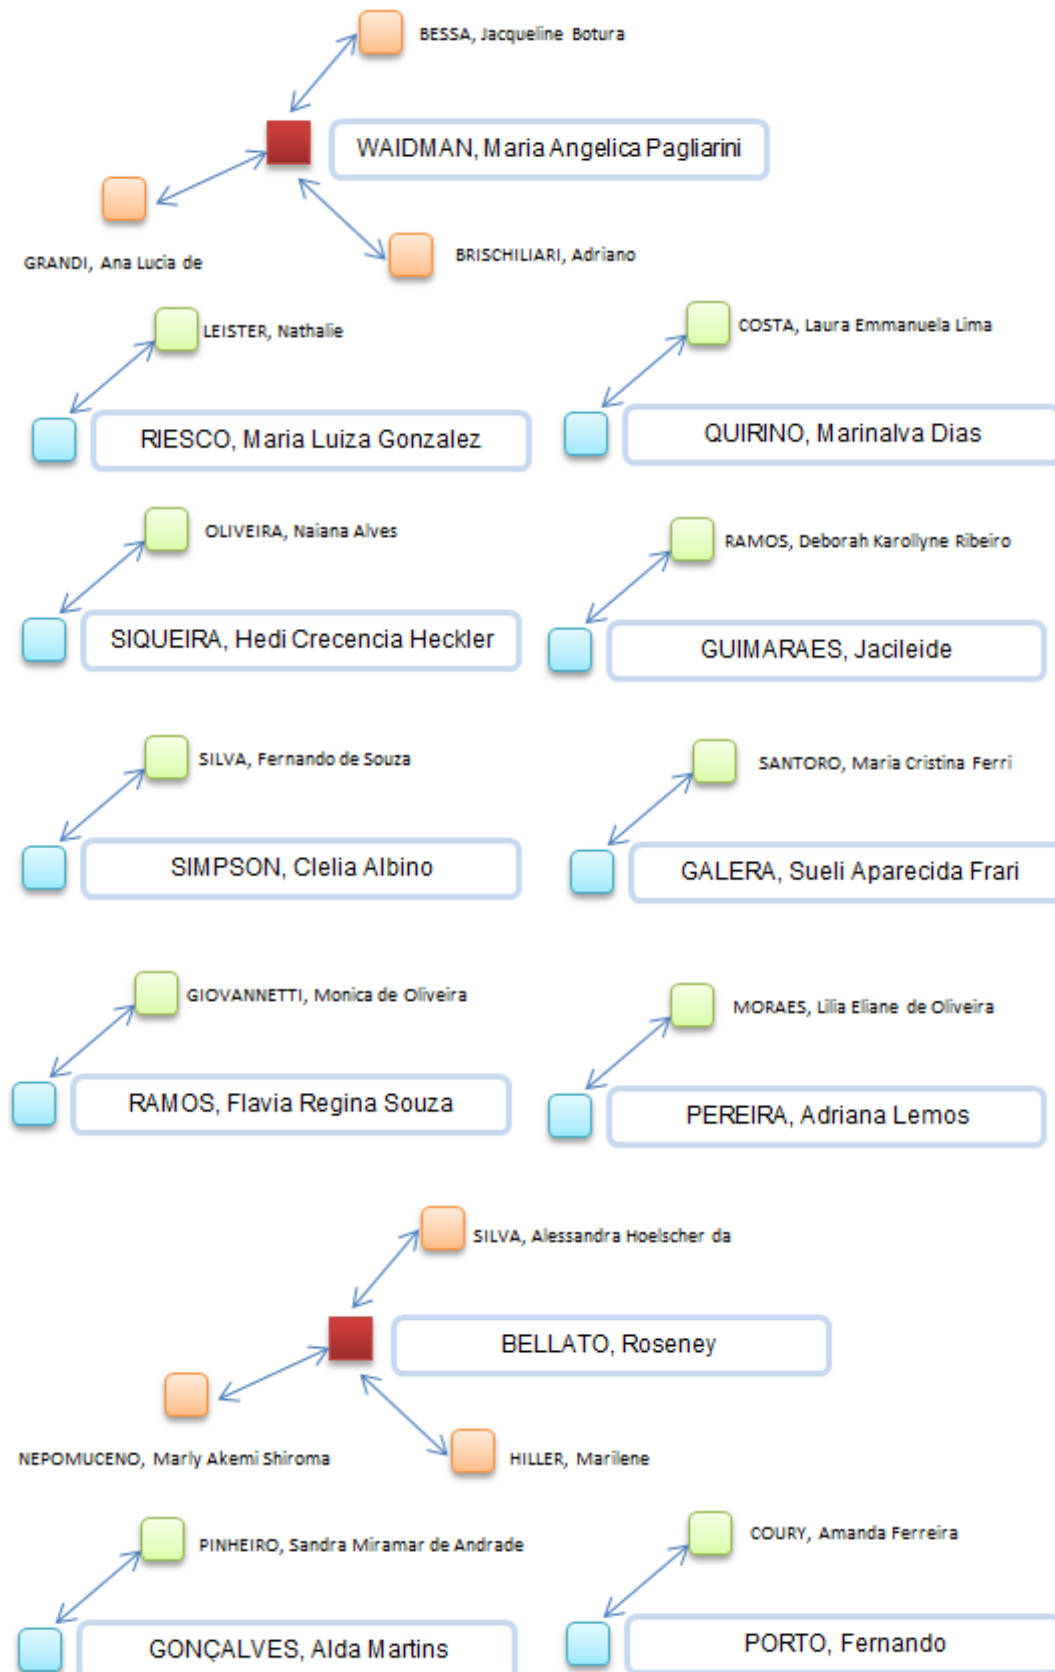 BESSA, Jacqueline Botura
WAIDMAN, Maria Angelica Pagliarini
GRANDI, Ana Lucia de
BRISCHILIARI, Adriano
LEISTER, Nathalie
COSTA, Laura Emmanuela Lima
RIESCO, Maria Luiza Gonzalez
QUIRINO, Marinalva Dias
OLIVEIRA, Naiana Alves
RAMOS, Deborah Karollyne Ribeiro
SIQUEIRA, Hedi Crecencia Heckler
GUIMARAES, Jacileide
SILVA, Fernando de Souza
SANTORO, Maria Cristina Ferri
SIMPSON, Clelia Albino
GALERA, Sueli Aparecida Frari
GIOVANNETTI, Monica de Oliveira
MORAES, Lilia Eliane de Oliveira
RAMOS, Flavia Regina Souza
PEREIRA, Adriana Lemos
SILVA, Alessandra Hoelscher da
BELLATO, Roseney
NEPOMUCENO, Marly Akemi Shiroma
HILLER, Marilene
PINHEIRO, Sandra Miramar de Andrade
COURY, Amanda Ferreira
GONÇALVES, Alda Martins
PORTO, Fernando